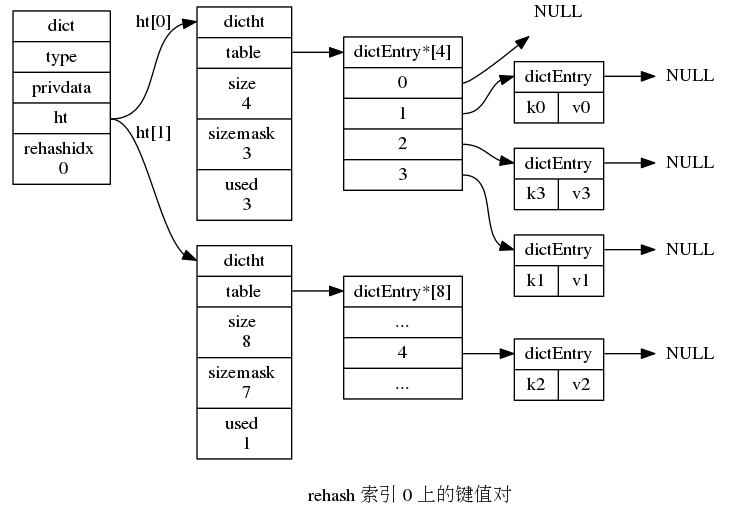 dict
type
privdata
ht
rehashidx
0
ht[0]
ht[1]
dictht
table
size
4
sizemask
3
used
3
dictht
table
size
8
sizemask
7
used
1
dictEntry*[4]
0
1
2
3
dictEntry*[8]
...
4
...
NULL
dictEntry
k0 v0
NULL
dictEntry
k3 v3
NULL
dictEntry
k1 v1
NULL
dictEntry
k2 v2
NULL
rehash 索引 0 上的键值对